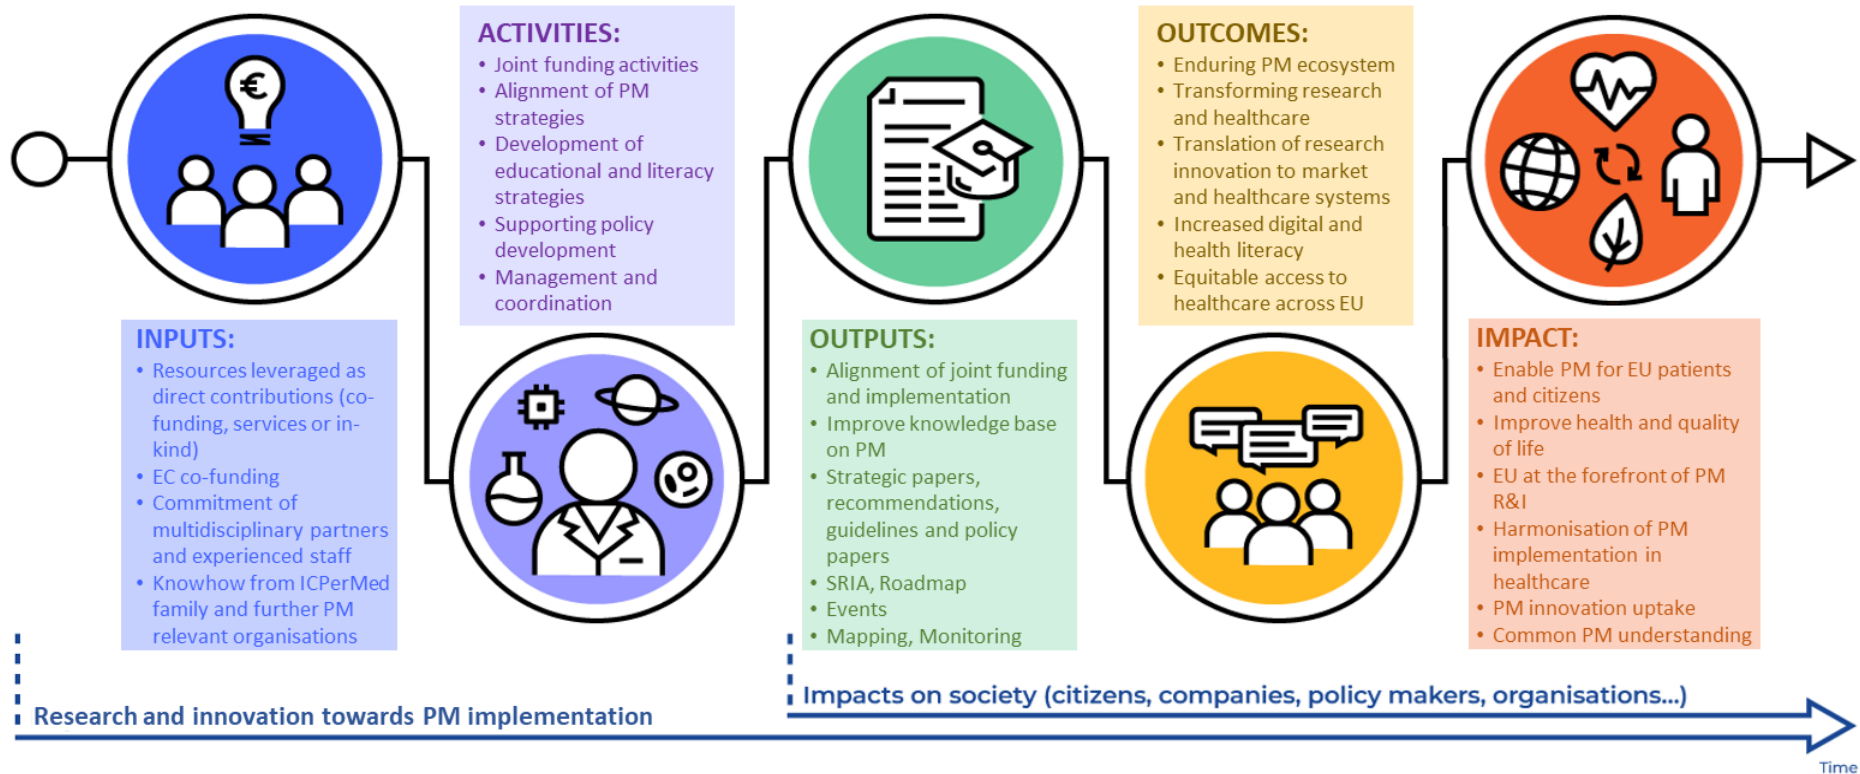 INPUTS:
• Resources leveraged as
direct contributions (co-
funding, services or in-
kind)
• EC co-funding
• Commitment of
multidisciplinary partners
and experienced staff
• Knowhow from ICPerMed
family and further PM
relevant organisations
ACTIVITIES:
• Joint funding activities
• Alignment of PM
strategies
• Development of
educational and literacy
strategies
• Supporting policy
development
• Management and
coordination
OUTPUTS:
• Alignment of joint funding
and implementation
• Improve knowledge base
on PM
• Strategic papers,
recommendations,
guidelines and policy
papers
• SRIA, Roadmap
• Events
• Mapping, Monitoring
OUTCOMES:
• Enduring PM ecosystem
• Transforming research
and healthcare
• Translation of research
innovation to market
and healthcare systems
• Increased digital and
health literacy
• Equitable access to
healthcare across EU
IMPACT:
• Enable PM for EU patients
and citizens
• Improve health and quality
of life
• EU at the forefront of PM
R&I
• Harmonisation of PM
implementation in
healthcare
• PM innovation uptake
• Common PM understanding
€
Impacts on society (citizens, companies, policy makers, organisations...)
Research and innovation towards PM implementation
Time